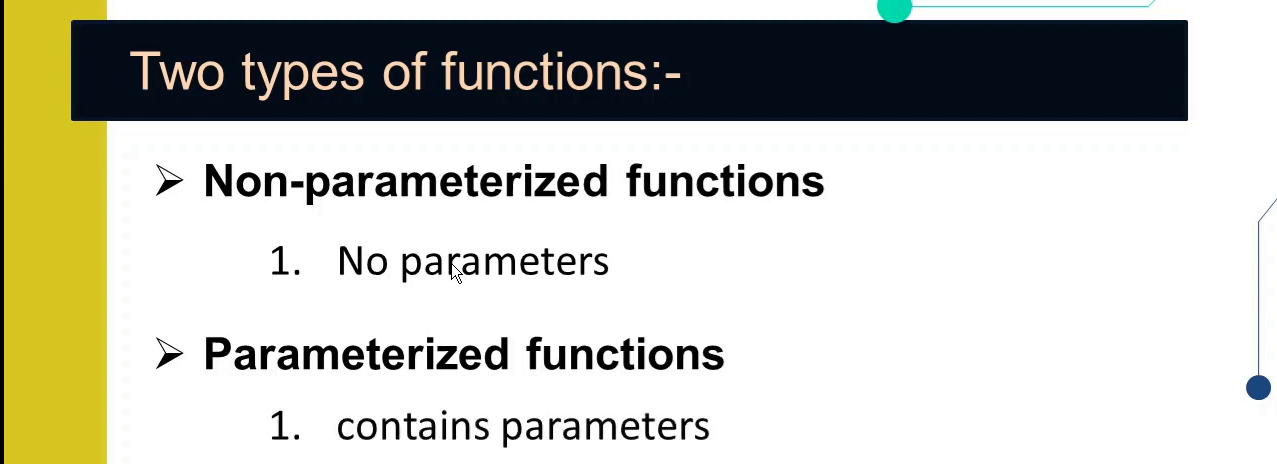 Two types of functions:-
➢ Non-parameterized functions
1. No parameters
➢ Parameterized functions
1. contains parameters